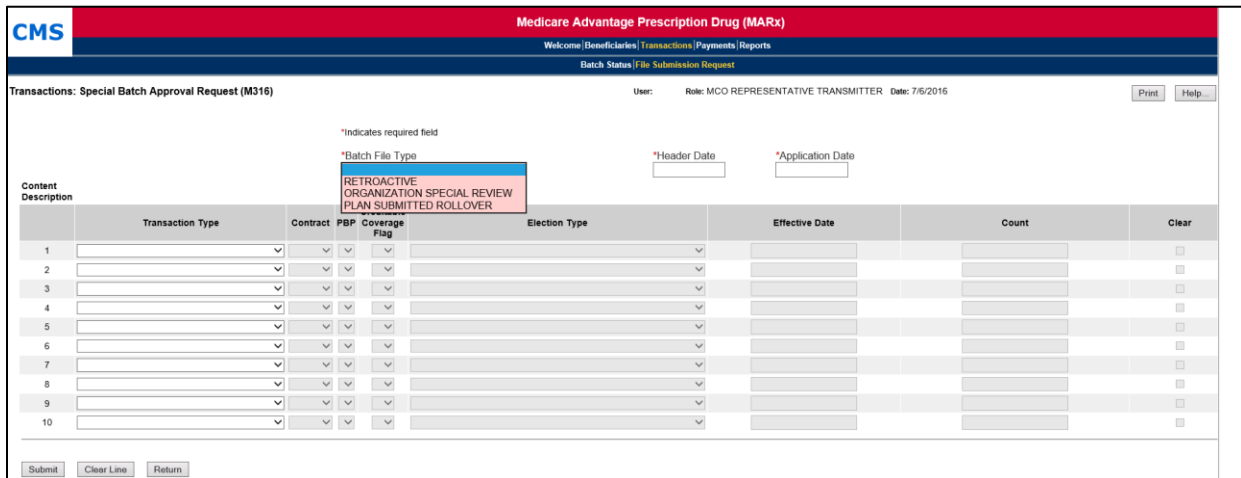 CMS
Medicare Advantage Prescription Drug (MARx)
Welcome|Beneficiaries|Transactions|Payments|Reports
Batch Status|File Submission Request
Transactions: Special Batch Approval Request (M316) User: Role: MCO REPRESENTATIVE TRANSMITTER Date: 7/6/2016 Print Help...
*Indicates required field
*Batch File Type *Header Date *Application Date
RETROACTIVE
ORGANIZATION SPECIAL REVIEW
PLAN SUBMITTED ROLLOVER
Content
Description
Transaction Type Contract PBP Coverage Flag Election Type Effective Date Count Clear
1
2
3
4
5
6
7
8
9
10
Submit Clear Line Return